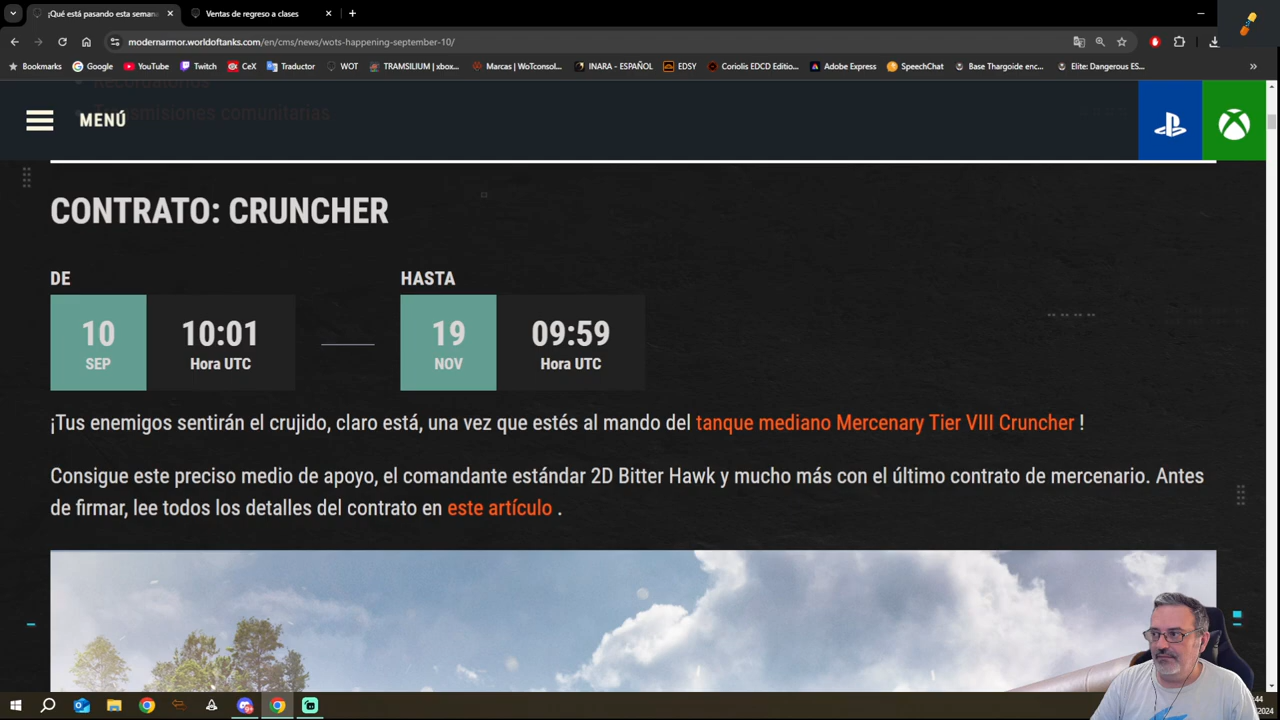 ¡Qué está pasando esta semana
Ventas de regreso a clases
modernarmor.worldoftanks.com/en/cms/news/wots-happening-september-10/
Bookmarks
Google
YouTube
Twitch
CeX
Traductor
WOT
TRAMSILIUM | xbox...
Marcas | WoTconsol...
INARA - ESPAÑOL
EDSY
Coriolis EDCD Editio...
Adobe Express
SpeechChat
Base Thargoide enc...
Elite: Dangerous ES...
Recordatorios
Transmisiones comunitarias
MENÚ
CONTRATO: CRUNCHER
DE
HASTA
10
SEP
10:01
Hora UTC
19
NOV
09:59
Hora UTC
¡Tus enemigos sentirán el crujido, claro está, una vez que estés al mando del tanque mediano Mercenary Tier VIII Cruncher !
Consigue este preciso medio de apoyo, el comandante estándar 2D Bitter Hawk y mucho más con el último contrato de mercenario. Antes
de firmar, lee todos los detalles del contrato en este artículo .